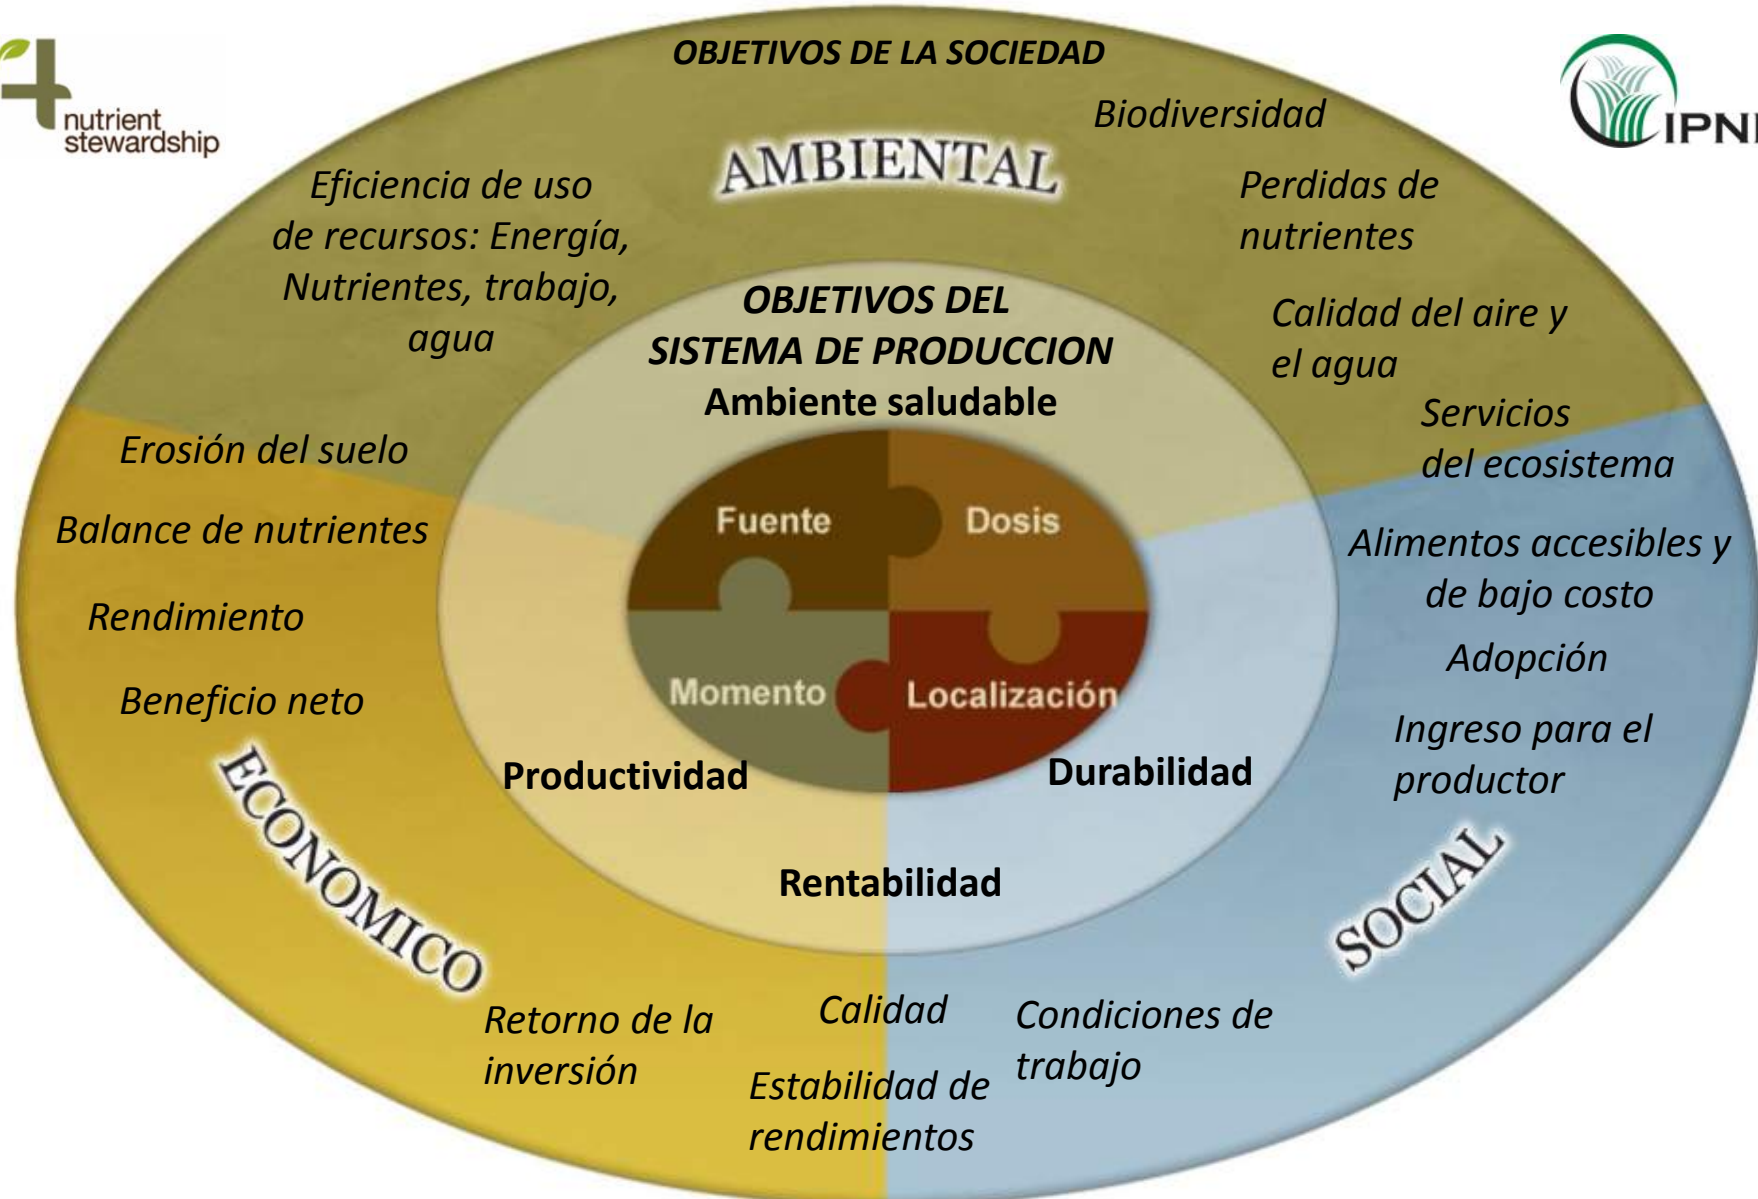 OBJETIVOS DE LA SOCIEDAD
4
nutrient
stewardship
IPNI
AMBIENTAL
Biodiversidad
Eficiencia de uso
de recursos: Energía,
Nutrientes, trabajo,
agua
Perdidas de
nutrientes
Calidad del aire y
el agua
Servicios
del ecosistema
OBJETIVOS DEL
SISTEMA DE PRODUCCION
Ambiente saludable
Erosión del suelo
Balance de nutrientes
Rendimiento
Beneficio neto
ECONOMICO
Fuente
Dosis
Momento
Localización
Productividad
Durabilidad
Rentabilidad
Alimentos accesibles y
de bajo costo
Adopción
Ingreso para el
productor
SOCIAL
Retorno de la
inversión
Calidad
Estabilidad de
rendimientos
Condiciones de
trabajo